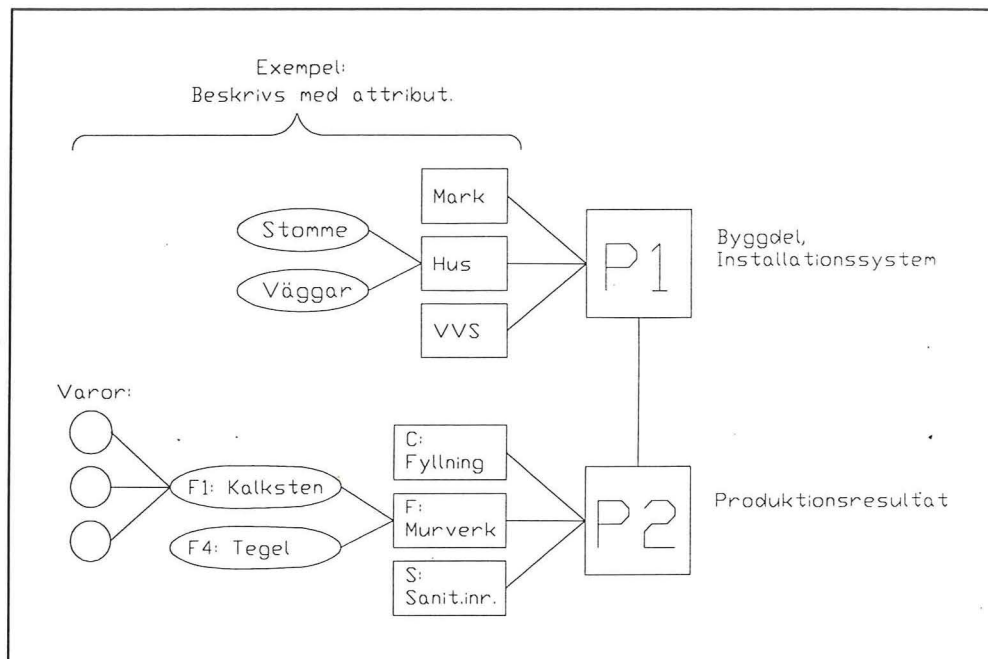 Exempel:
Beskrivs med attribut.
Mark
Stomme
Hus
Väggar
VVS
P1
Byggdel,
Installationssystem
Varor:
C:
Fyllning
F1: Kalksten
F:
Murverk
F4: Tegel
S:
Sanit.inr.
P2
Produktionsresultat